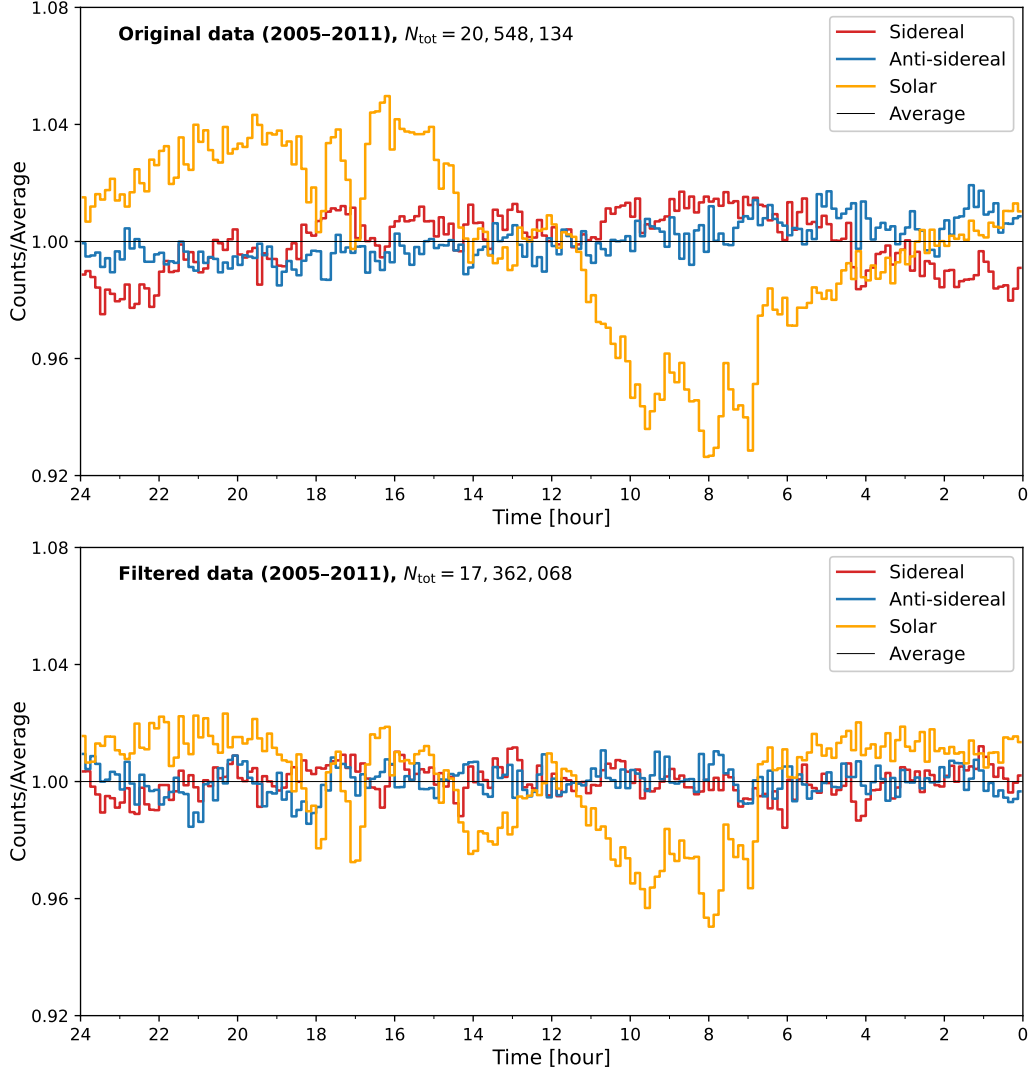 Original data (2005–2011), N_tot = 20, 548, 134
Sidereal
Anti-sidereal
Solar
Average
Counts/Average
1.08
1.04
1.00
0.96
0.92
24 22 20 18 16 14 12 10 8 6 4 2 0
Time [hour]
Filtered data (2005–2011), N_tot = 17, 362, 068
Sidereal
Anti-sidereal
Solar
Average
Counts/Average
1.08
1.04
1.00
0.96
0.92
24 22 20 18 16 14 12 10 8 6 4 2 0
Time [hour]